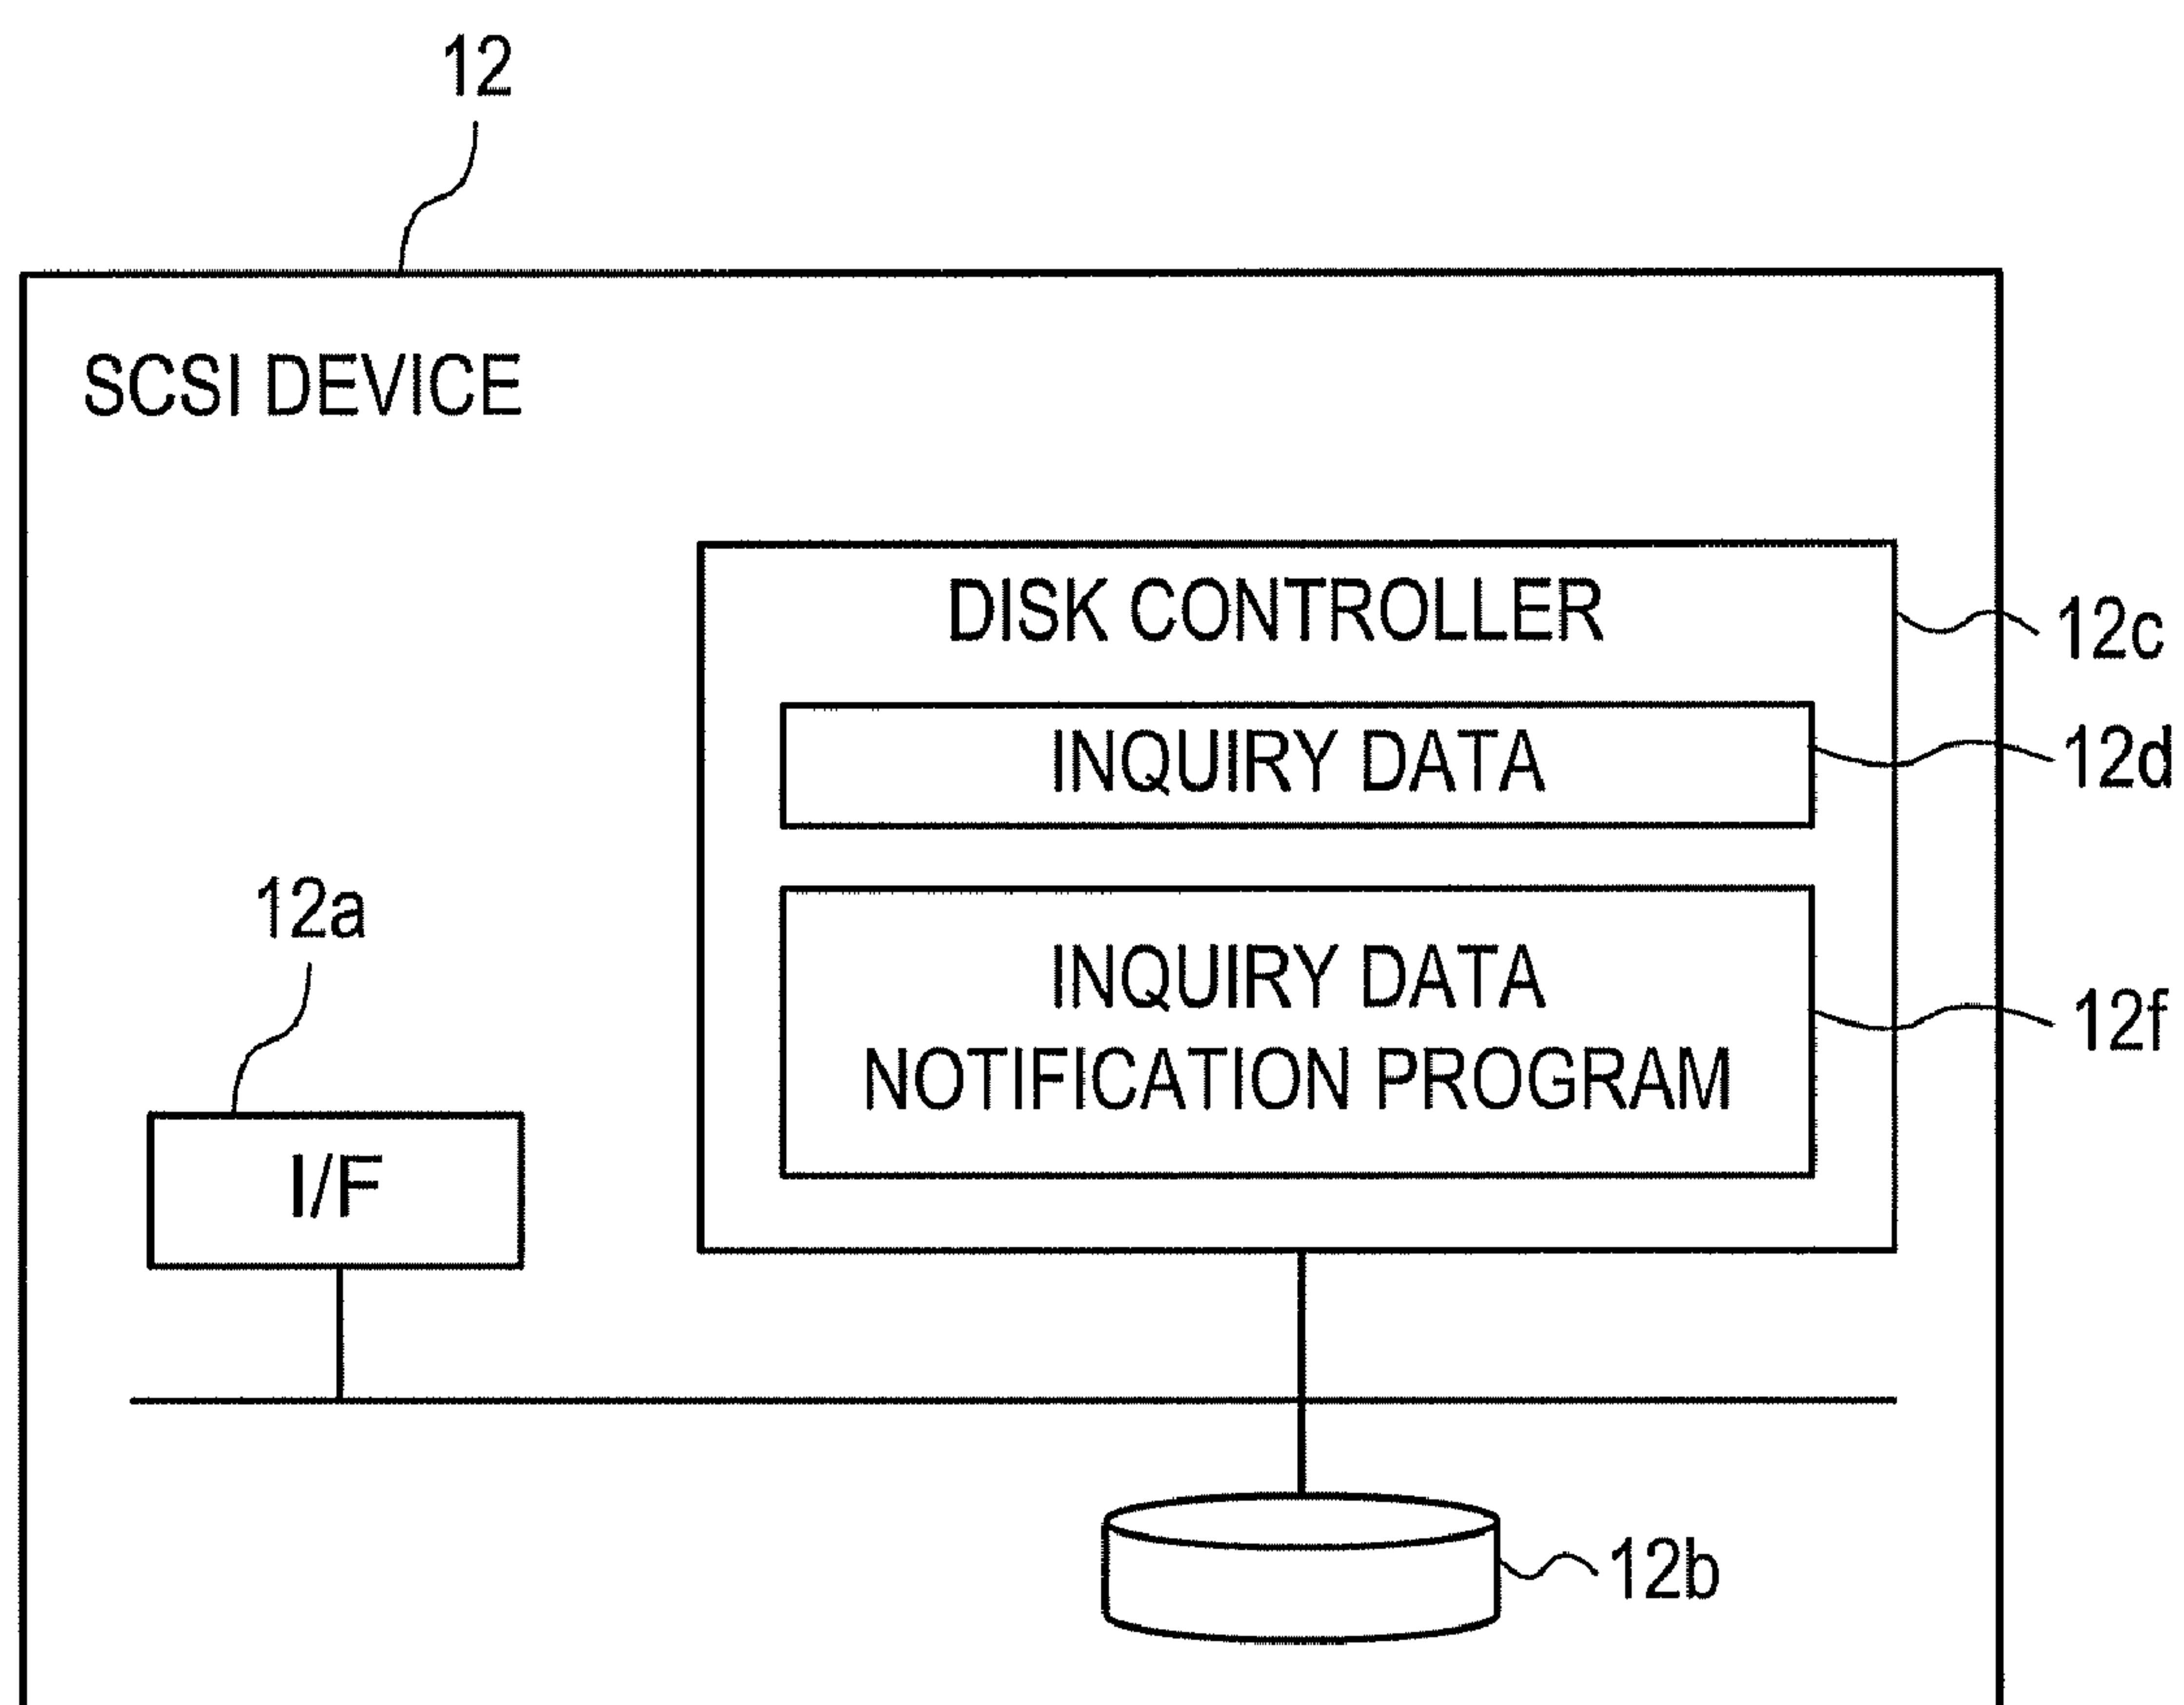 12
SCSI DEVICE
DISK CONTROLLER
12c
INQUIRY DATA
12d
12a
INQUIRY DATA
NOTIFICATION PROGRAM
12f
I/F
12b